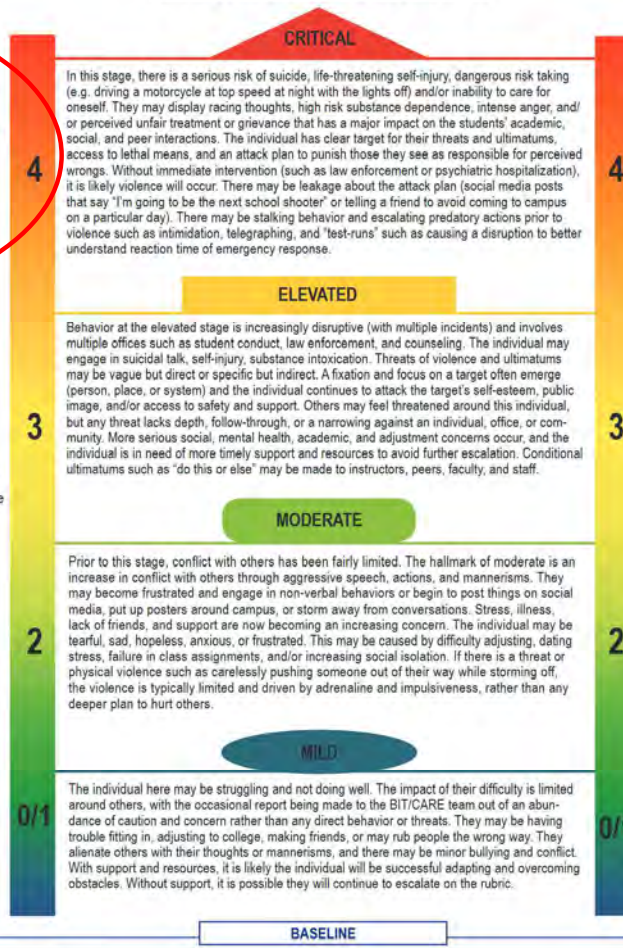 CRITICAL
In this stage, there is a serious risk of suicide, life-threatening self-injury, dangerous risk taking
(e.g. driving a motorcycle at top speed at night with the lights off) and/or inability to care for
oneself. They may display racing thoughts, high risk substance dependence, intense anger, and/
or perceived unfair treatment or grievance that has a major impact on the students' academic,
social, and peer interactions. The individual has clear target for their threats and ultimatums,
access to lethal means, and an attack plan to punish those they see as responsible for perceived
wrongs. Without immediate intervention (such as law enforcement or psychiatric hospitalization),
it is likely violence will occur. There may be leakage about the attack plan (social media posts
that say "I'm going to be the next school shooter" or telling a friend to avoid coming to campus
on a particular day). There may be stalking behavior and escalating predatory actions prior to
violence such as intimidation, telegraphing, and "test-runs" such as causing a disruption to better
understand reaction time of emergency response.
4
4
ELEVATED
Behavior at the elevated stage is increasingly disruptive (with multiple incidents) and involves
multiple offices such as student conduct, law enforcement, and counseling. The individual may
engage in suicidal talk, self-injury, substance intoxication. Threats of violence and ultimatums
may be vague but direct or specific but indirect. A fixation and focus on a target often emerge
(person, place, or system) and the individual continues to attack the target's self-esteem, public
image, and/or access to safety and support. Others may feel threatened around this individual,
but any threat lacks depth, follow-through, or a narrowing against an individual, office, or com-
munity. More serious social, mental health, academic, and adjustment concerns occur, and the
individual is in need of more timely support and resources to avoid further escalation. Conditional
ultimatums such as "do this or else" may be made to instructors, peers, faculty, and staff.
3
3
e
MODERATE
Prior to this stage, conflict with others has been fairly limited. The hallmark of moderate is an
increase in conflict with others through aggressive speech, actions, and mannerisms. They
may become frustrated and engage in non-verbal behaviors or begin to post things on social
media, put up posters around campus, or storm away from conversations. Stress, illness,
lack of friends, and support are now becoming an increasing concern. The individual may be
tearful, sad, hopeless, anxious, or frustrated. This may be caused by difficulty adjusting, dating
stress, failure in class assignments, and/or increasing social isolation. If there is a threat or
physical violence such as carelessly pushing someone out of their way while storming off,
the violence is typically limited and driven by adrenaline and impulsiveness, rather than any
deeper plan to hurt others.
2
2
MILD
The individual here may be struggling and not doing well. The impact of their difficulty is limited
around others, with the occasional report being made to the BIT/CARE team out of an abun-
dance of caution and concern rather than any direct behavior or threats. They may be having
trouble fitting in, adjusting to college, making friends, or may rub people the wrong way. They
alienate others with their thoughts or mannerisms, and there may be minor bullying and conflict.
With support and resources, it is likely the individual will be successful adapting and overcoming
obstacles. Without support, it is possible they will continue to escalate on the rubric.
0/1
0/
BASELINE